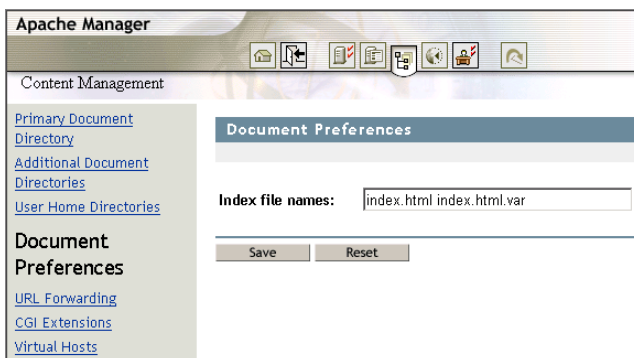 Apache Manager
Content Management
Primary Document
Directory
Additional Document
Directories
User Home Directories
Document
Preferences
URL Forwarding
CGI Extensions
Virtual Hosts
Document Preferences
Index file names: index.html index.html.var
Save Reset